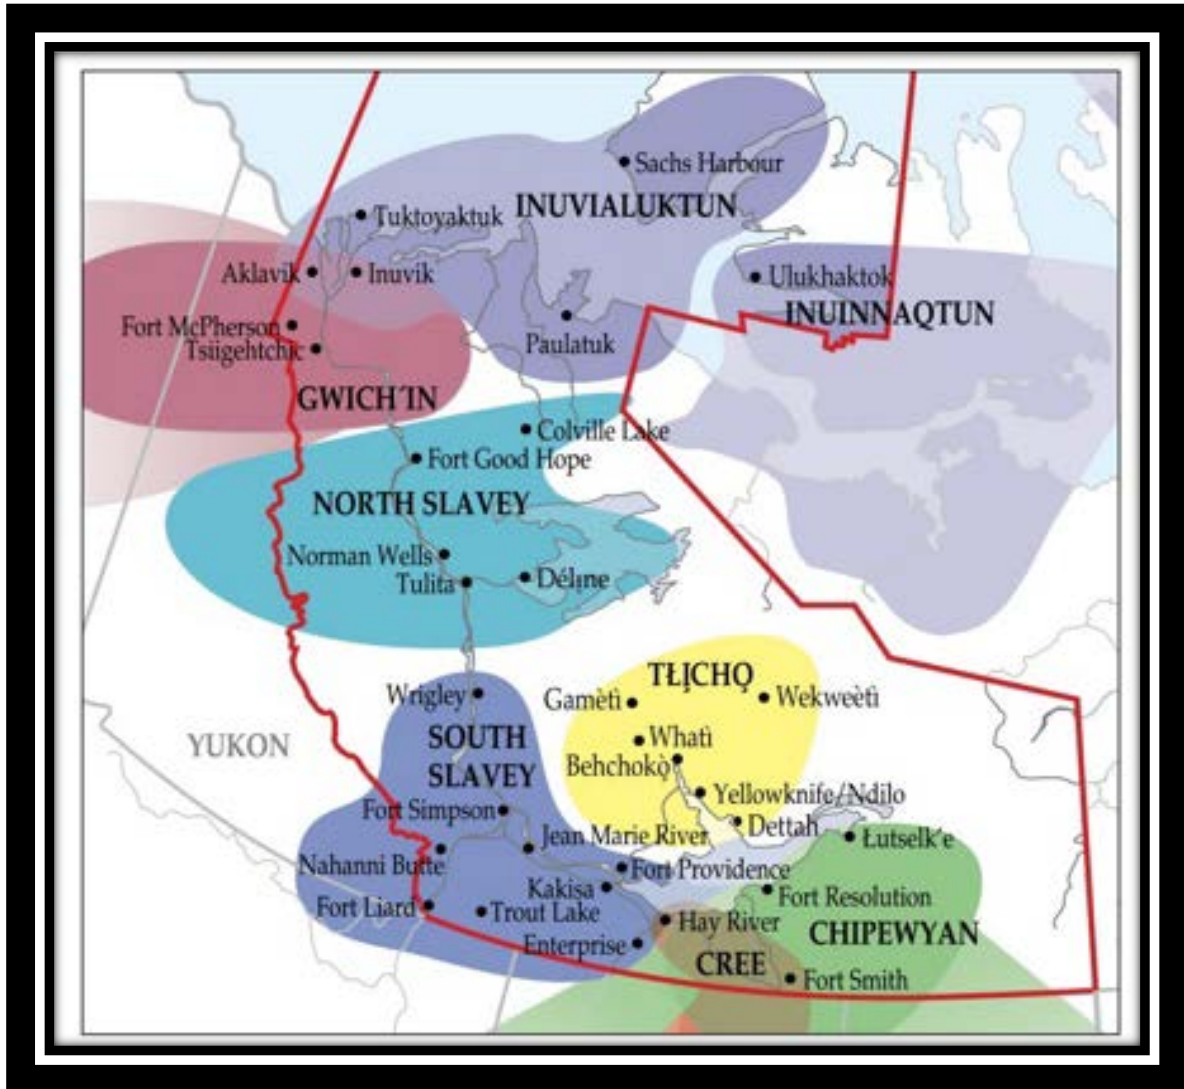 Sachs Harbour
INUVIALUKTUN
Tuktoyaktuk
Aklavik
Inuvik
Ulukhaktok
INUINNAQTUN
Fort McPherson
Tsiigehtchic
Paulatuk
GWICH´IN
Colville Lake
Fort Good Hope
NORTH SLAVEY
Norman Wells
Tulita
Délı̨ne
TŁĮCHǪ
Wrigley
Gamètì
Wekweètì
YUKON
SOUTH
SLAVEY
Whatì
Behchokǫ̀
Yellowknife/Ndilo
Fort Simpson
Dettah
Jean Marie River
Łutselk'e
Nahanni Butte
Fort Providence
Kakisa
Fort Resolution
Fort Liard
Trout Lake
Hay River
CHIPEWYAN
Enterprise
CREE
Fort Smith